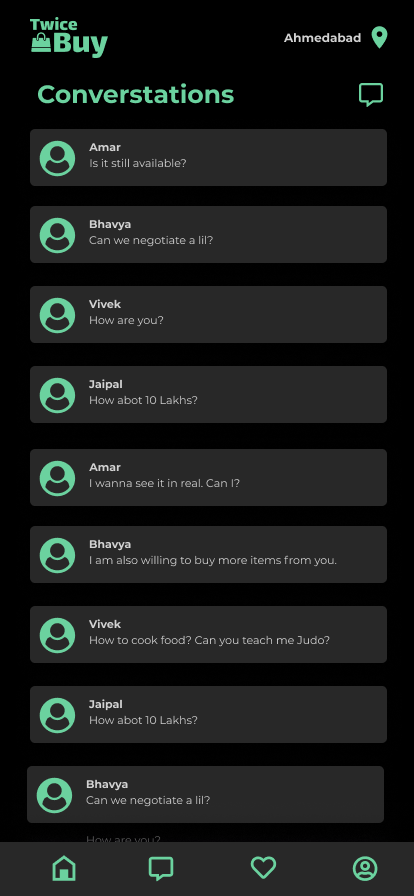 Twice
Buy
Ahmedabad
Converstations
Amar
Is it still available?
Bhavya
Can we negotiate a lil?
Vivek
How are you?
Jaipal
How abot 10 Lakhs?
Amar
I wanna see it in real. Can I?
Bhavya
I am also willing to buy more items from you.
Vivek
How to cook food? Can you teach me Judo?
Jaipal
How abot 10 Lakhs?
Bhavya
Can we negotiate a lil?
How are you?